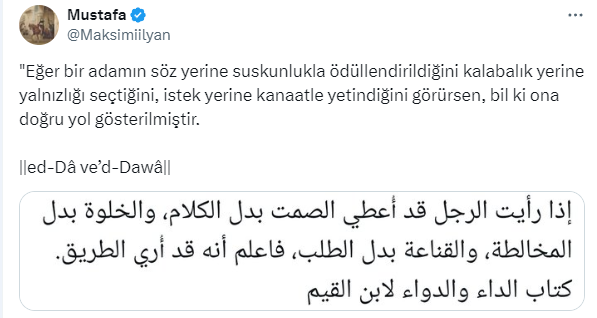 Mustafa
@Maksimiilyan
"Eğer bir adamın söz yerine suskunlukla ödüllendirildiğini kalabalık yerine
yalnızlığı seçtiğini, istek yerine kanaatle yetindiğini görürsen, bil ki ona
doğru yol gösterilmiştir.
||ed-Dâ ve’d-Dawâ||
إذا رأيت الرجل قد أُعطي الصمت بدل الكلام، والخلوة بدل
المخالطة، والقناعة بدل الطلب، فاعلم أنه قد أري الطريق.
كتاب الداء والدواء لابن القيم